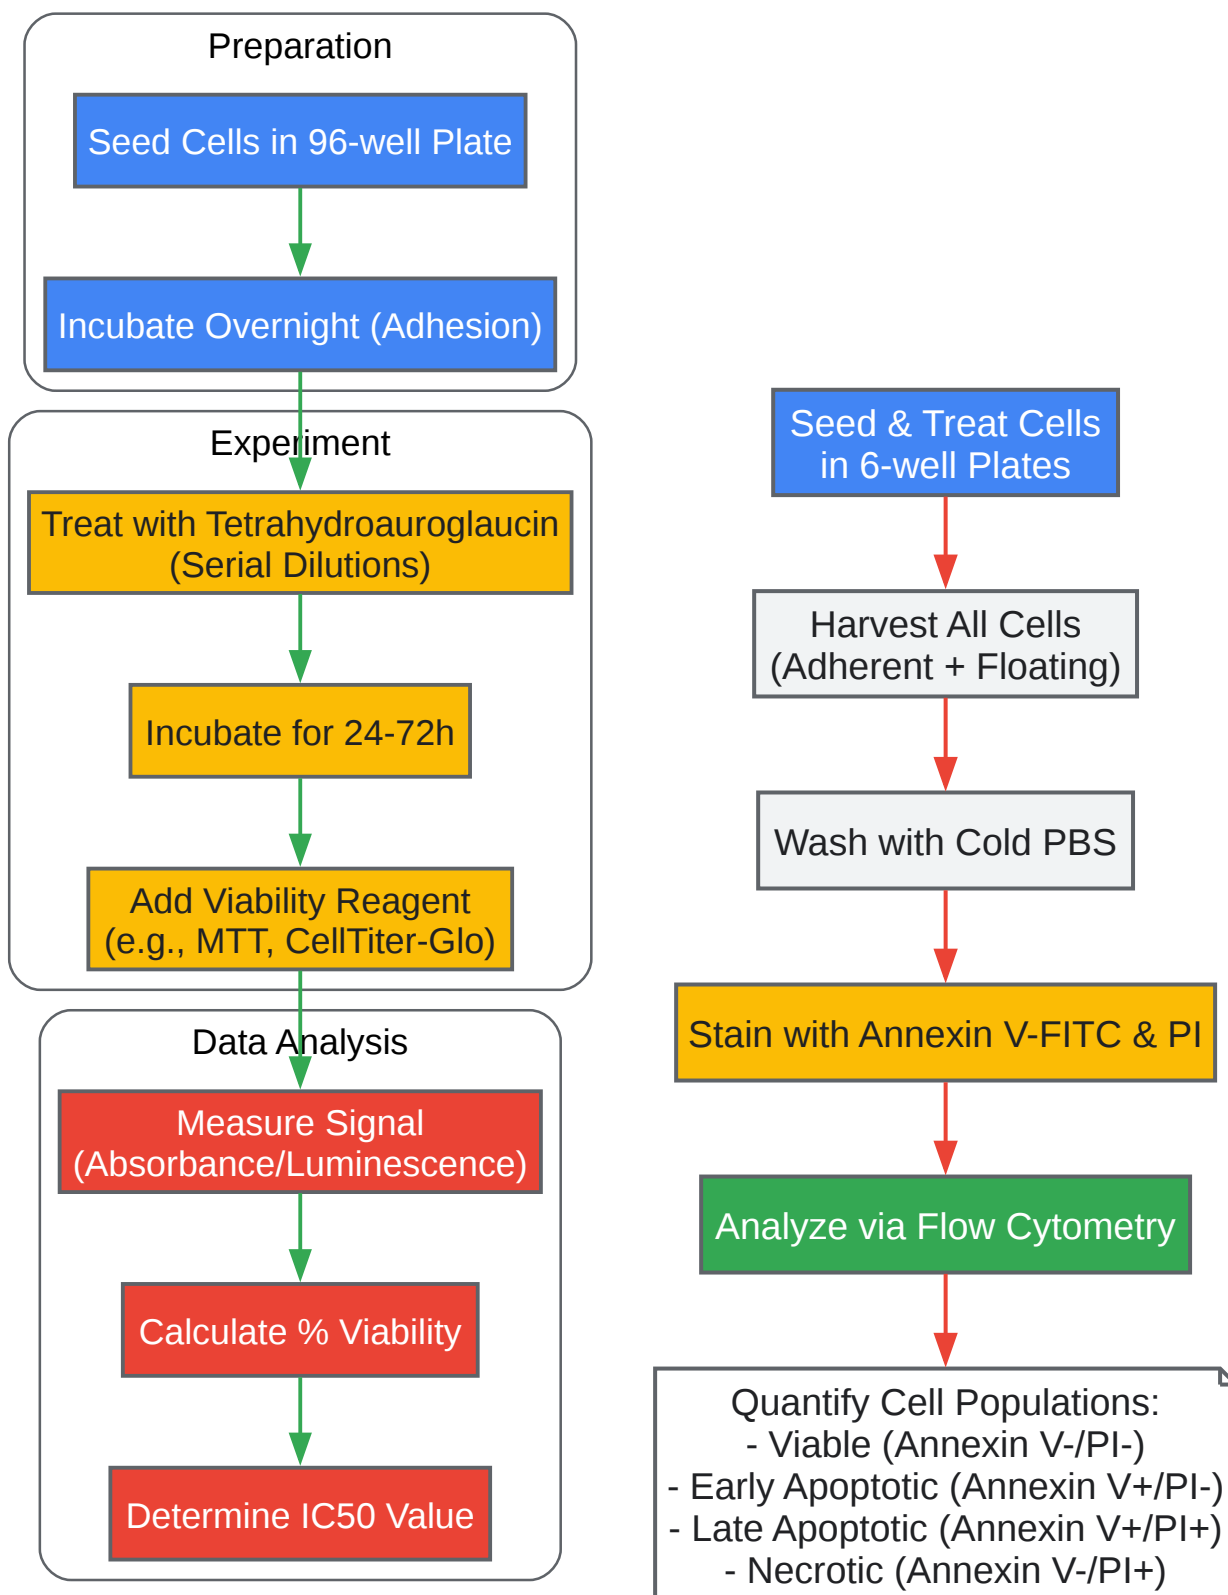 Preparation
Seed Cells in 96-well Plate
Incubate Overnight (Adhesion)
Experiment
Treat with Tetrahydroauroglaucin
(Serial Dilutions)
Incubate for 24-72h
Add Viability Reagent
(e.g., MTT, CellTiter-Glo)
Data Analysis
Measure Signal
(Absorbance/Luminescence)
Calculate % Viability
Determine IC50 Value
Seed & Treat Cells
in 6-well Plates
Harvest All Cells
(Adherent + Floating)
Wash with Cold PBS
Stain with Annexin V-FITC & PI
Analyze via Flow Cytometry
Quantify Cell Populations:
- Viable (Annexin V-/PI-)
- Early Apoptotic (Annexin V+/PI-)
- Late Apoptotic (Annexin V+/PI+)
- Necrotic (Annexin V-/PI+)